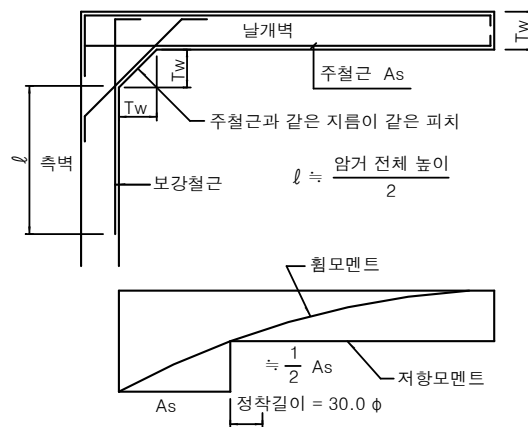 날개벽
Tw
주철근 As
Tw
Tw
주철근과 같은 지름이 같은 피치
ℓ
측벽
보강철근
ℓ ≒ 암거 전체 높이 / 2
휨모멘트
≒ 1/2 As
저항모멘트
As
정착길이 = 30.0 ϕ